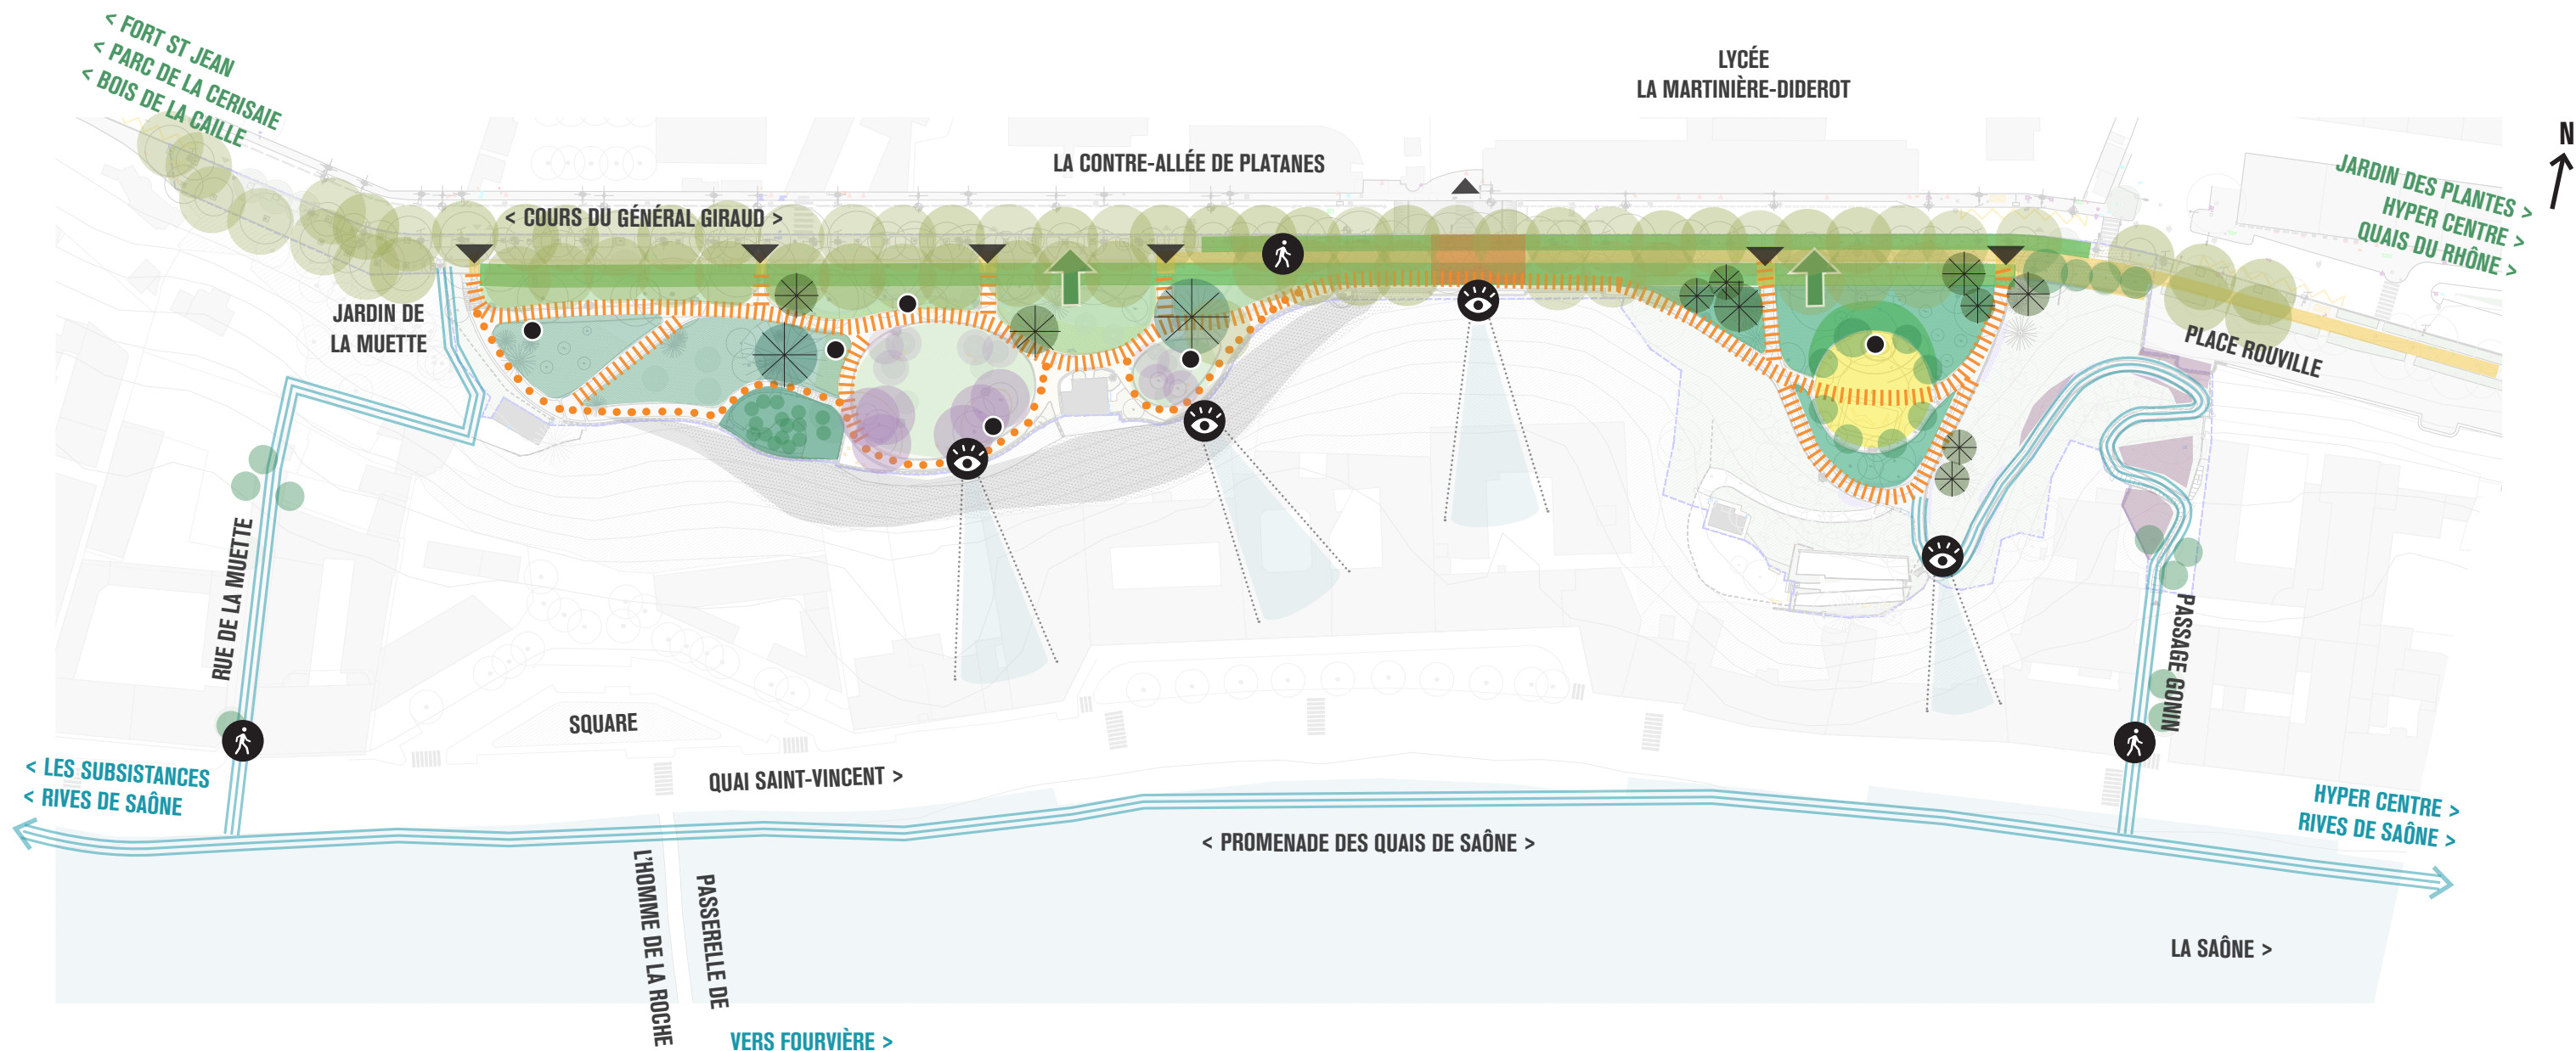 < FORT ST JEAN
< PARC DE LA CERISAIE
< BOIS DE LA CAILLE
LYCÉE
LA MARTINIÈRE-DIDEROT
N
LA CONTRE-ALLÉE DE PLATANES
JARDIN DES PLANTES >
HYPER CENTRE >
QUAIS DU RHÔNE >
< COURS DU GÉNÉRAL GIRAUD >
JARDIN DE
LA MUETTE
PLACE ROUVILLE
RUE DE LA MUETTE
PASSAGE GONIN
SQUARE
QUAI SAINT-VINCENT >
< LES SUBSISTANCES
< RIVES DE SAÔNE
HYPER CENTRE >
RIVES DE SAÔNE >
< PROMENADE DES QUAIS DE SAÔNE >
PASSERELLE DE
L'HOMME DE LA ROCHE
LA SAÔNE >
VERS FOURVIÈRE >